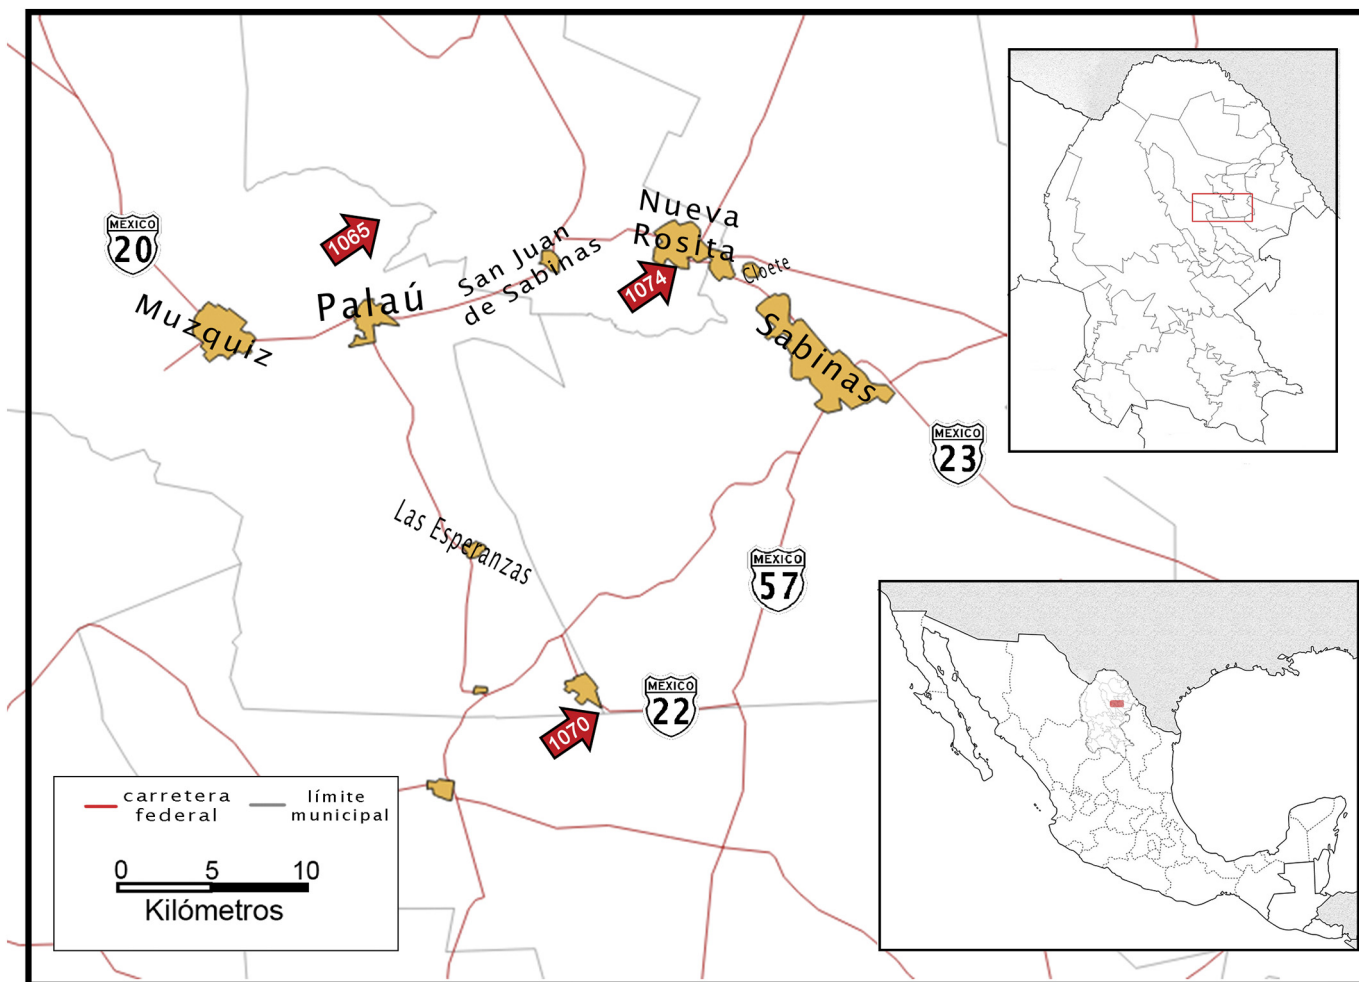 Nueva
Rosita
MEXICO
20
1065
San Juan
de Sabinas
Cloete
1074
Palaú
Muzquiz
Sabinas
MEXICO
23
Las Esperanzas
MEXICO
57
MEXICO
22
1070
carretera
federal
límite
municipal
0 5 10
Kilómetros